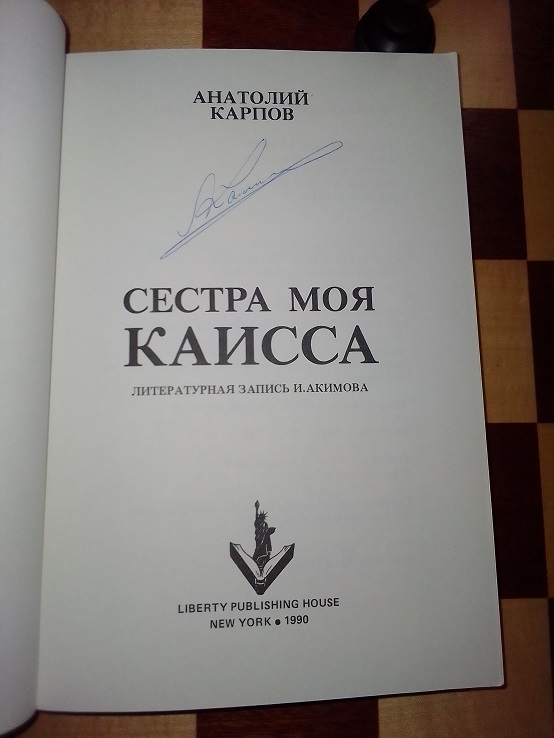 АНАТОЛИЙ
КАРПОВ
СЕСТРА МОЯ
КАИССА
ЛИТЕРАТУРНАЯ ЗАПИСЬ И.АКИМОВА
LIBERTY PUBLISHING HOUSE
NEW YORK ● 1990